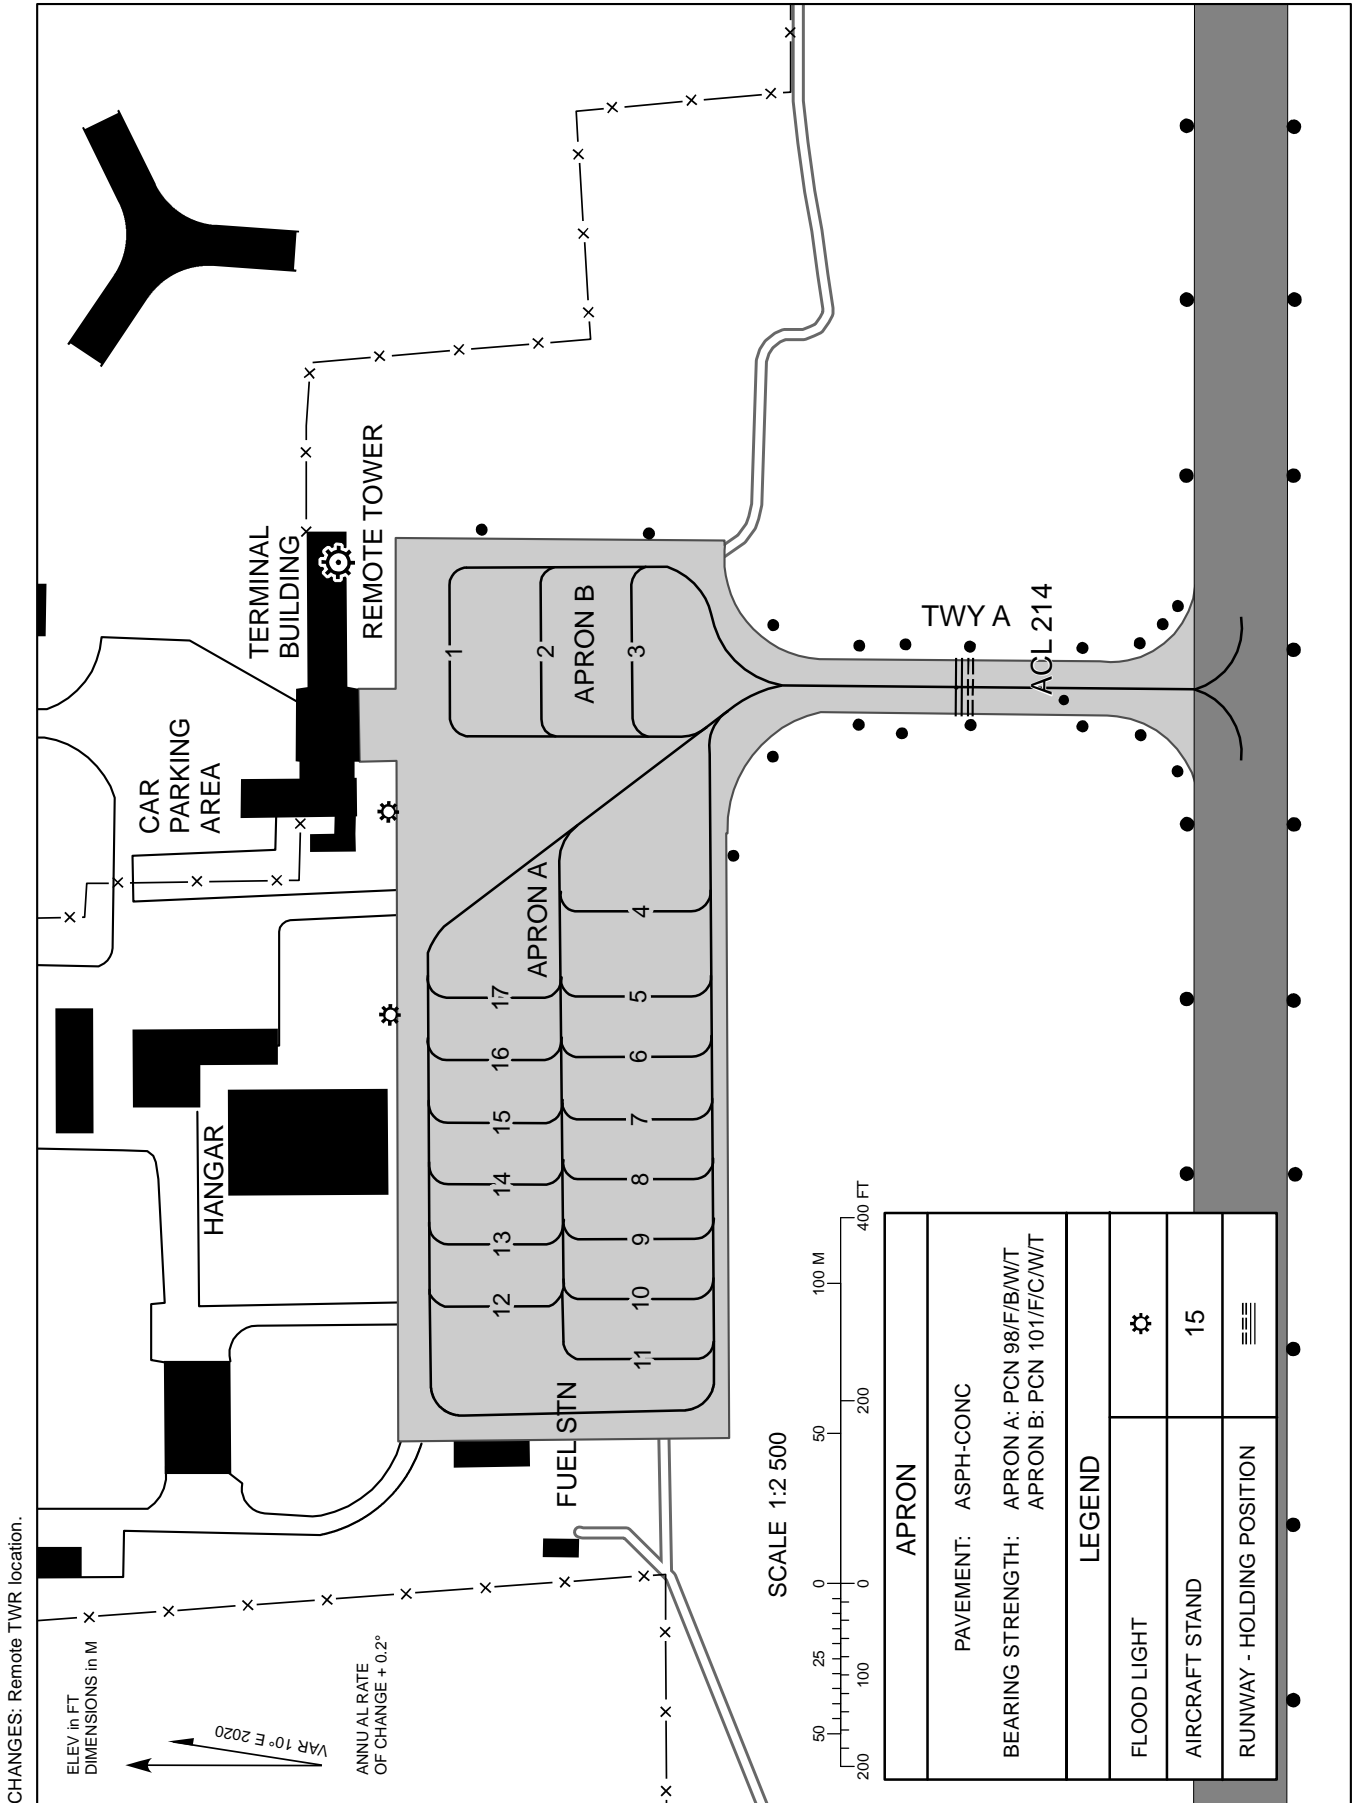 CHANGES: Remote TWR location.
ELEV in FT
DIMENSIONS in M
VAR 10° E 2020
ANNUAL RATE
OF CHANGE + 0.2°
HANGAR
CAR
PARKING
AREA
TERMINAL
BUILDING
REMOTE TOWER
FUEL STN
APRON A
APRON B
1
2
3
4
5
6
7
8
9
10
11
12
13
14
15
16
17
TWY A
ACL 214
SCALE 1:2 500
50 25 0 50 100 M
200 100 0 200 400 FT
APRON
PAVEMENT: ASPH-CONC
BEARING STRENGTH: APRON A: PCN 98/F/B/W/T
APRON B: PCN 101/F/C/W/T
LEGEND
FLOOD LIGHT
AIRCRAFT STAND 15
RUNWAY - HOLDING POSITION